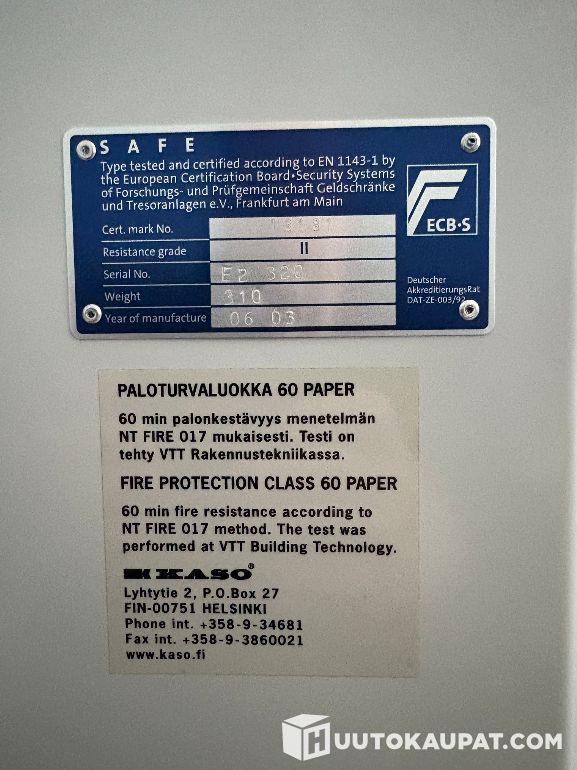 SAFE
Type tested and certified according to EN 1143-1 by
the European Certification Board•Security Systems
of Forschungs- und Prüfgemeinschaft Geldschränke
und Tresoranlagen e.V., Frankfurt am Main
ECB•S
Cert. mark No.
Resistance grade II
Serial No. E2 320
Weight 310
Year of manufacture 06 03
Deutscher
AkkreditierungsRat
DAT-ZE-003/92
PALOTURVALUOKKA 60 PAPER
60 min palonkestävyys menetelmän
NT FIRE 017 mukaisesti. Testi on
tehty VTT Rakennustekniikassa.
FIRE PROTECTION CLASS 60 PAPER
60 min fire resistance according to
NT FIRE 017 method. The test was
performed at VTT Building Technology.
KASO®
Lyhtytie 2, P.O.Box 27
FIN-00751 HELSINKI
Phone int. +358-9-34681
Fax int. +358-9-3860021
www.kaso.fi
HUUTOKAUPAT.COM